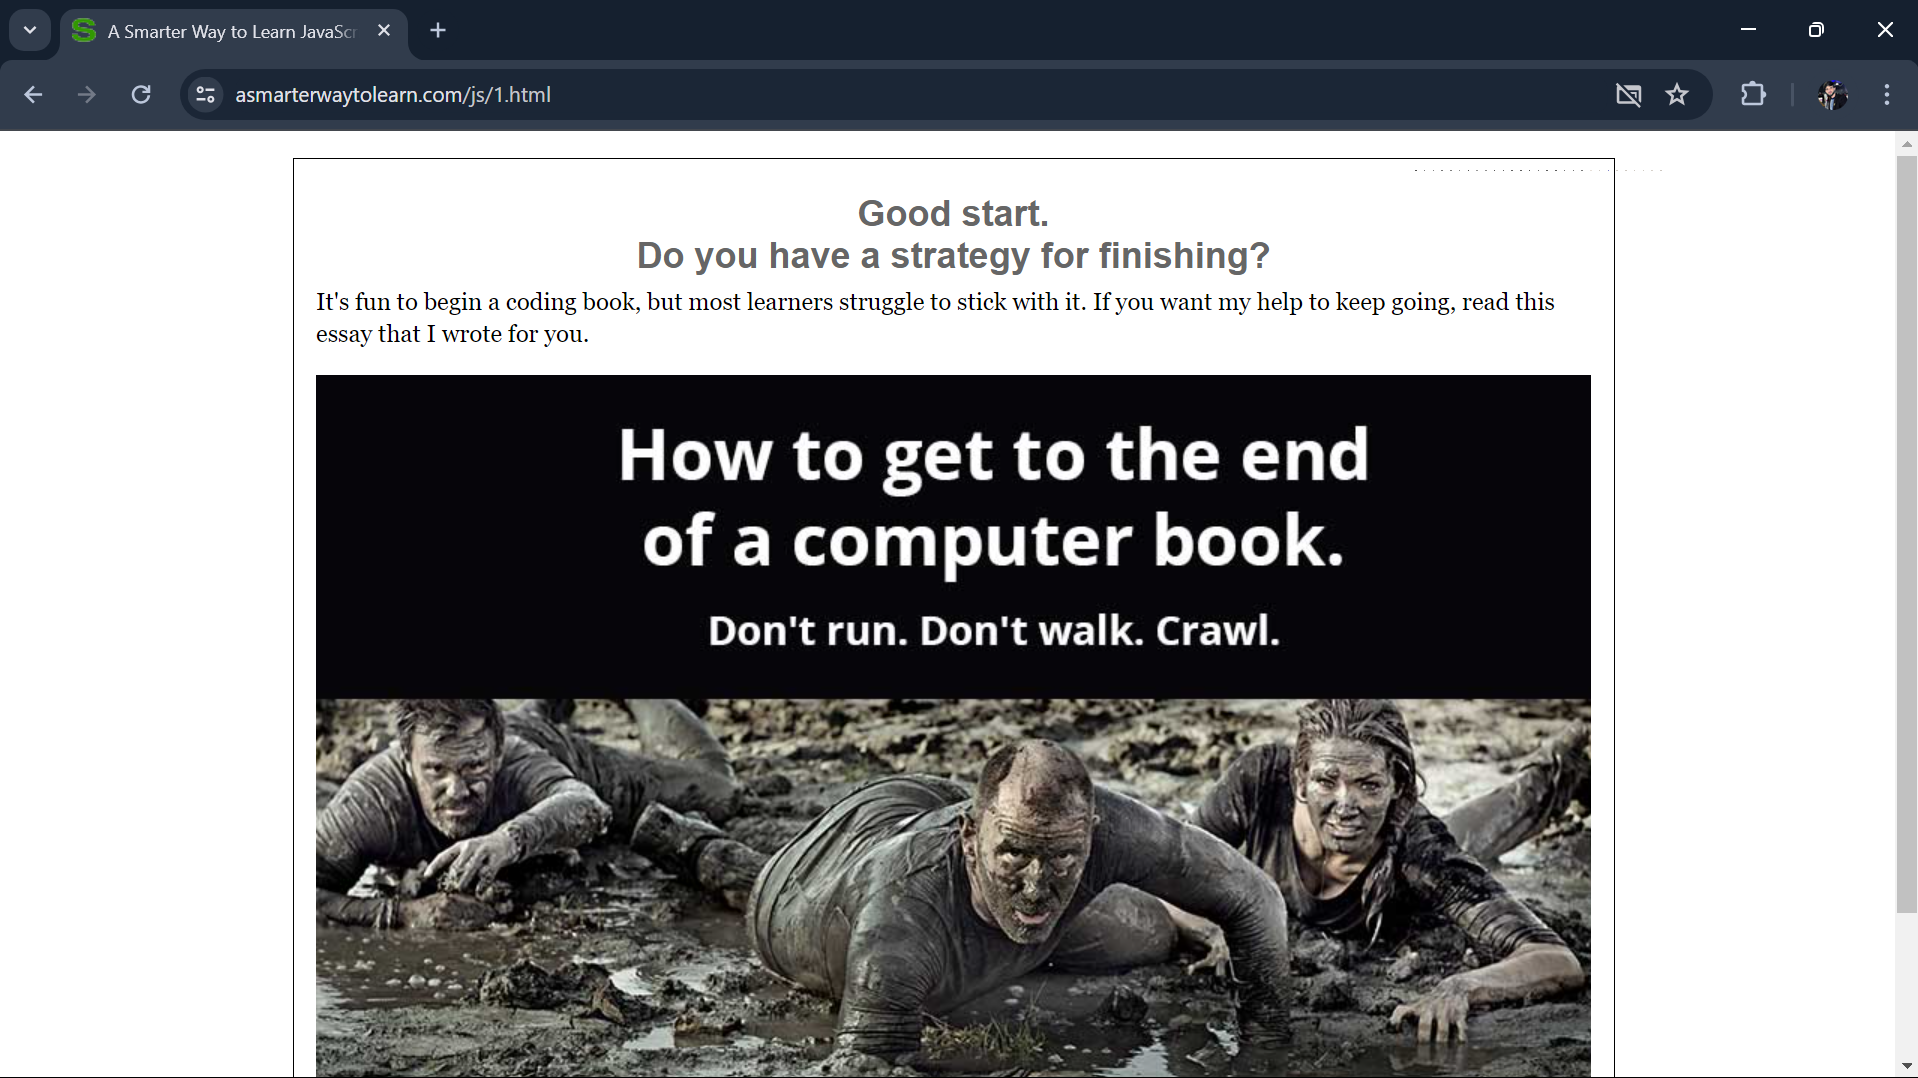 A Smarter Way to Learn JavaScr
asmarterwaytolearn.com/js/1.html
Good start.
Do you have a strategy for finishing?
It's fun to begin a coding book, but most learners struggle to stick with it. If you want my help to keep going, read this
essay that I wrote for you.
How to get to the end
of a computer book.
Don't run. Don't walk. Crawl.